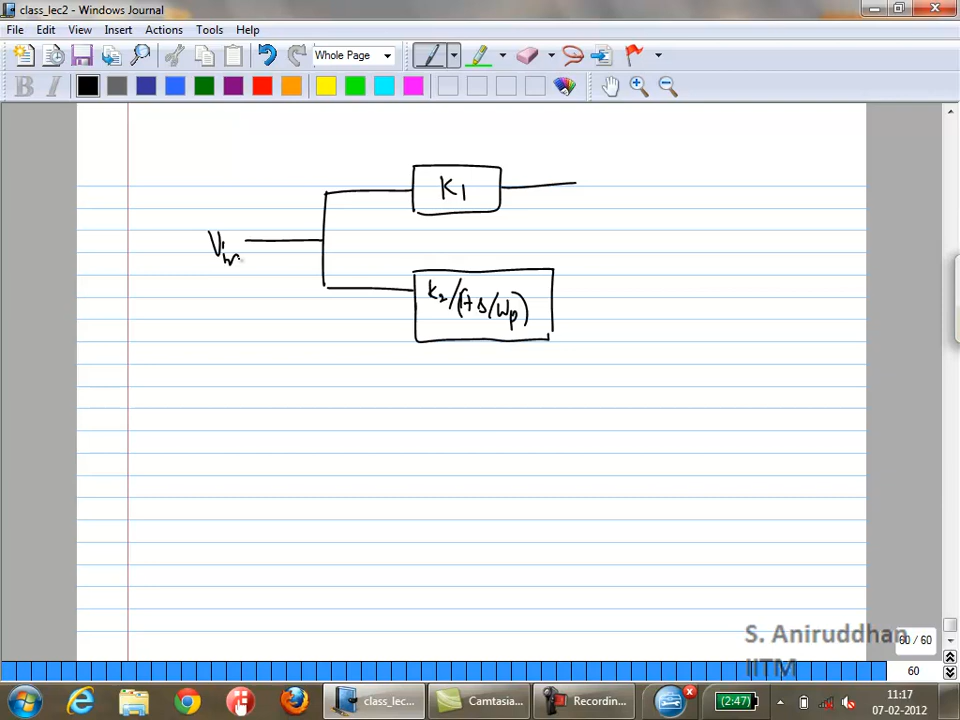 class_lec2 - Windows Journal
File Edit View Insert Actions Tools Help
Whole Page
B I
K1
Vin
K2/(1+s/ωp)
S. Aniruddhan
IITM
60 / 60
60
class_lec...
Camtasia...
Recordin...
(2:47)
11:17
07-02-2012